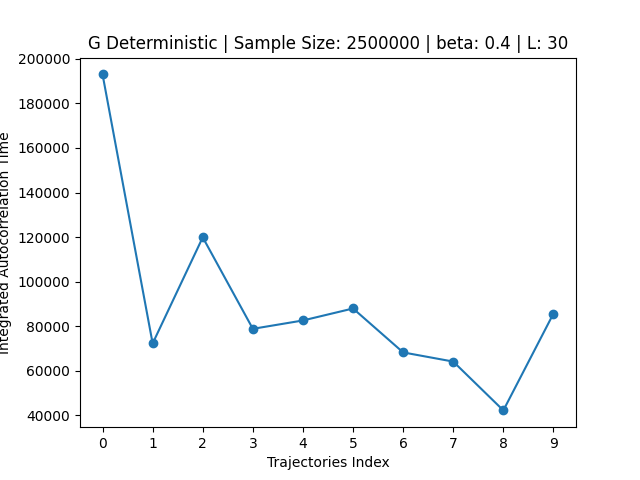 G Deterministic | Sample Size: 2500000 | beta: 0.4 | L: 30
200000
180000
160000
140000
120000
100000
80000
60000
40000
Integrated Autocorrelation Time
0 1 2 3 4 5 6 7 8 9
Trajectories Index